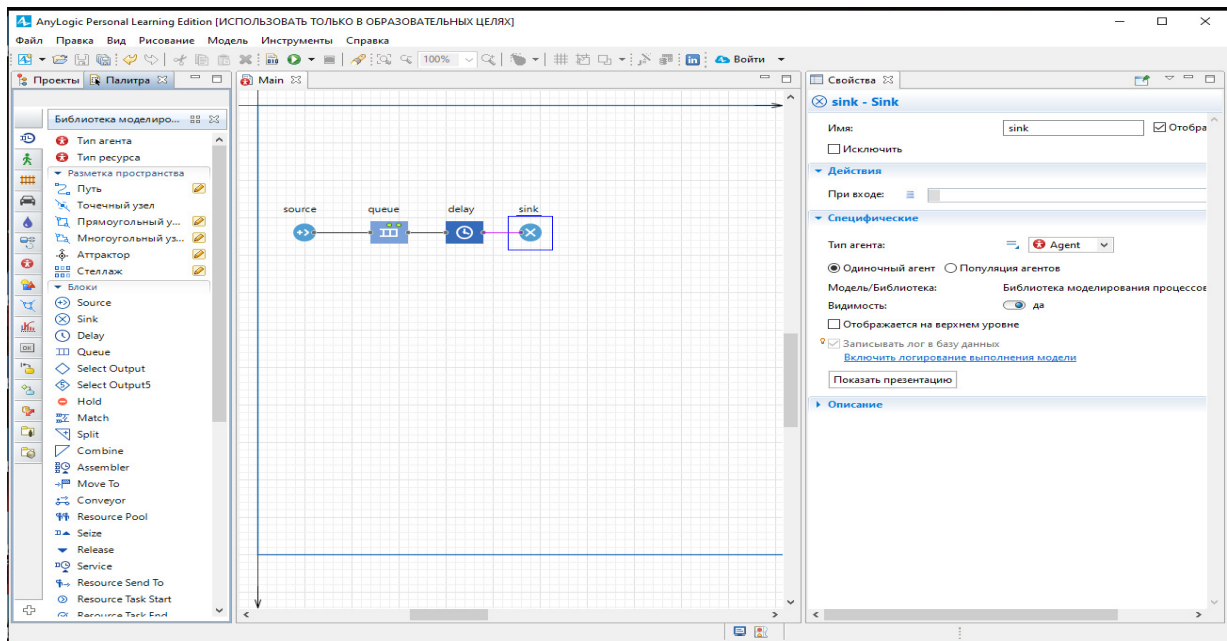 AnyLogic Personal Learning Edition [ИСПОЛЬЗОВАТЬ ТОЛЬКО В ОБРАЗОВАТЕЛЬНЫХ ЦЕЛЯХ]
Файл Правка Вид Рисование Модель Инструменты Справка
100% Войти
Проекты Палитра
Библиотека моделиро...
Тип агента
Тип ресурса
Разметка пространства
Путь
Точечный узел
Прямоугольный у...
Многоугольный уз...
Аттрактор
Стеллаж
Блоки
Source
Sink
Delay
Queue
Select Output
Select Output5
Hold
Match
Split
Combine
Assembler
Move To
Conveyor
Resource Pool
Seize
Release
Service
Resource Send To
Resource Task Start
Resource Task End
Main
source queue delay sink
Свойства
sink - Sink
Имя: sink Отобра
Исключить
Действия
При входе:
Специфические
Тип агента: Agent
Одиночный агент Популяция агентов
Модель/Библиотека: Библиотека моделирования процессов
Видимость: да
Отображается на верхнем уровне
Записывать лог в базу данных
Включить логирование выполнения модели
Показать презентацию
Описание